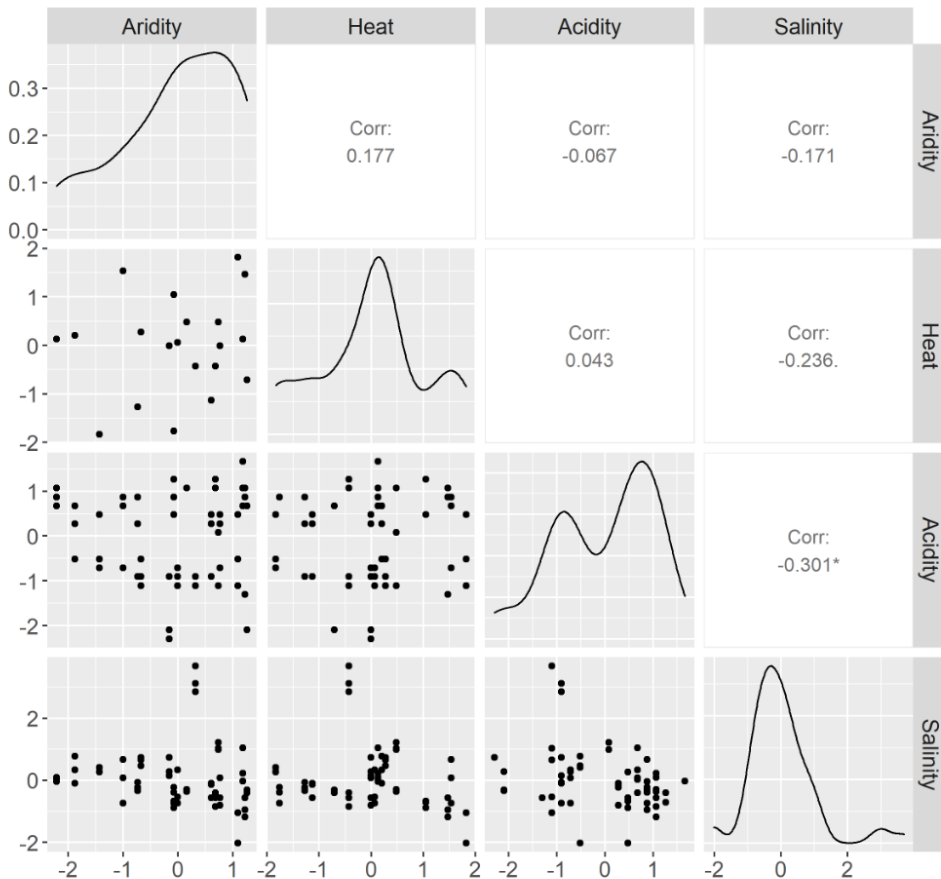 Aridity Heat Acidity Salinity
0.3
0.2
0.1
0.0
Corr:
0.177
Corr:
-0.067
Corr:
-0.171
Aridity
2
1
0
-1
-2
Corr:
0.043
Corr:
-0.236.
Heat
1
0
-1
-2
Corr:
-0.301*
Acidity
2
0
-2
Salinity
-2 -1 0 1 -2 -1 0 1 2 -2 -1 0 1 -2 0 2